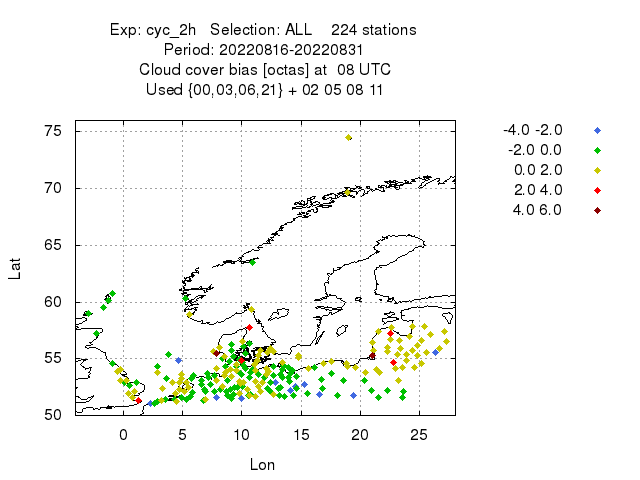 Exp: cyc_2h   Selection: ALL    224 stations
Period: 20220816-20220831
Cloud cover bias [octas] at  08 UTC
Used {00,03,06,21} + 02 05 08 11
-4.0 -2.0
-2.0 0.0
0.0 2.0
2.0 4.0
4.0 6.0
75
70
65
60
55
50
Lat
0 5 10 15 20 25
Lon